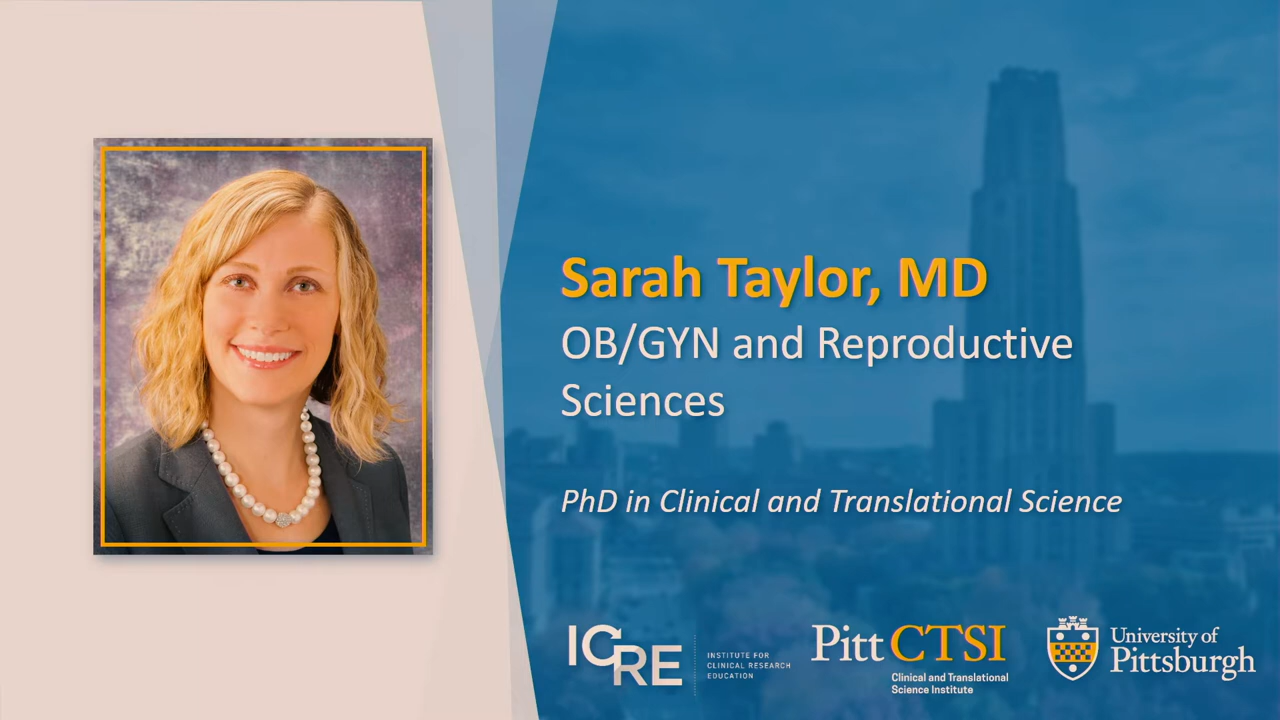 Sarah Taylor, MD
OB/GYN and Reproductive
Sciences
PhD in Clinical and Translational Science
ICRE
INSTITUTE FOR
CLINICAL RESEARCH
EDUCATION
Pitt CTSI
Clinical and Translational
Science Institute
University of
Pittsburgh